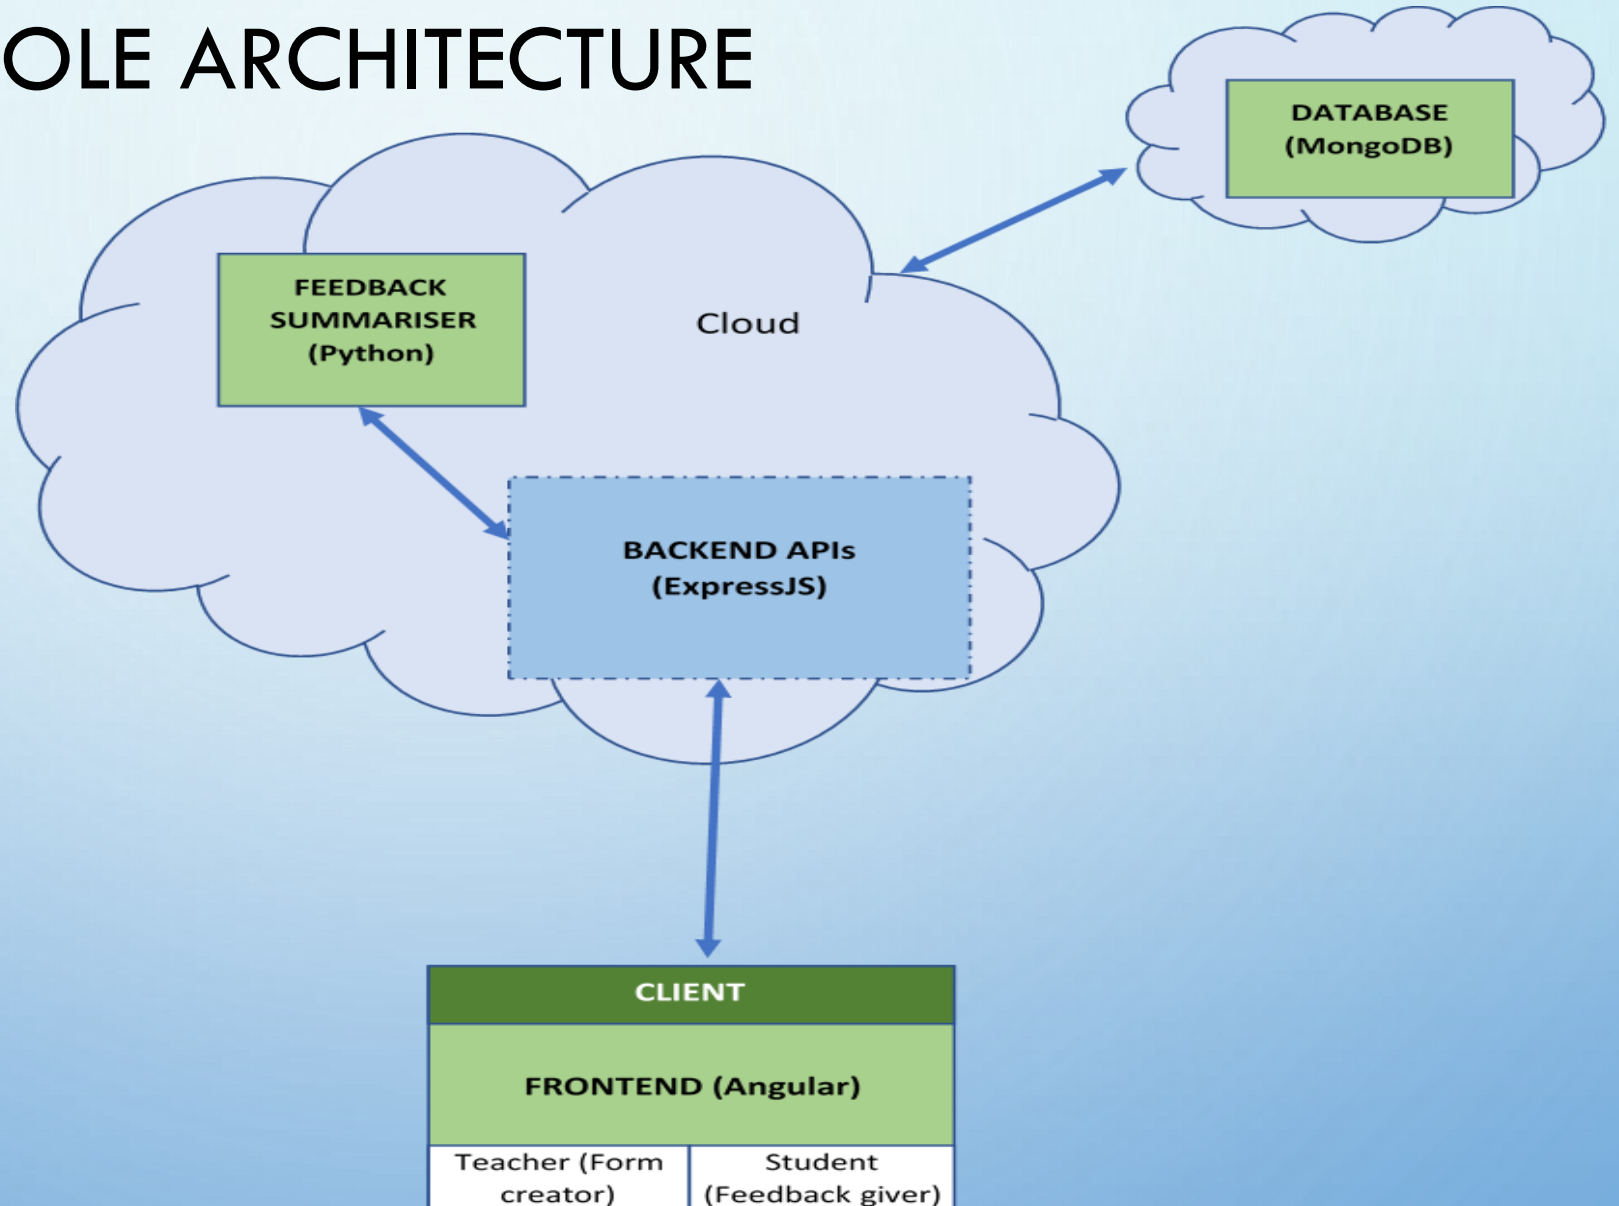 OLE ARCHITECTURE
DATABASE
(MongoDB)
FEEDBACK
SUMMARISER
(Python)
Cloud
BACKEND APIs
(ExpressJS)
CLIENT
FRONTEND (Angular)
Teacher (Form
creator)
Student
(Feedback giver)